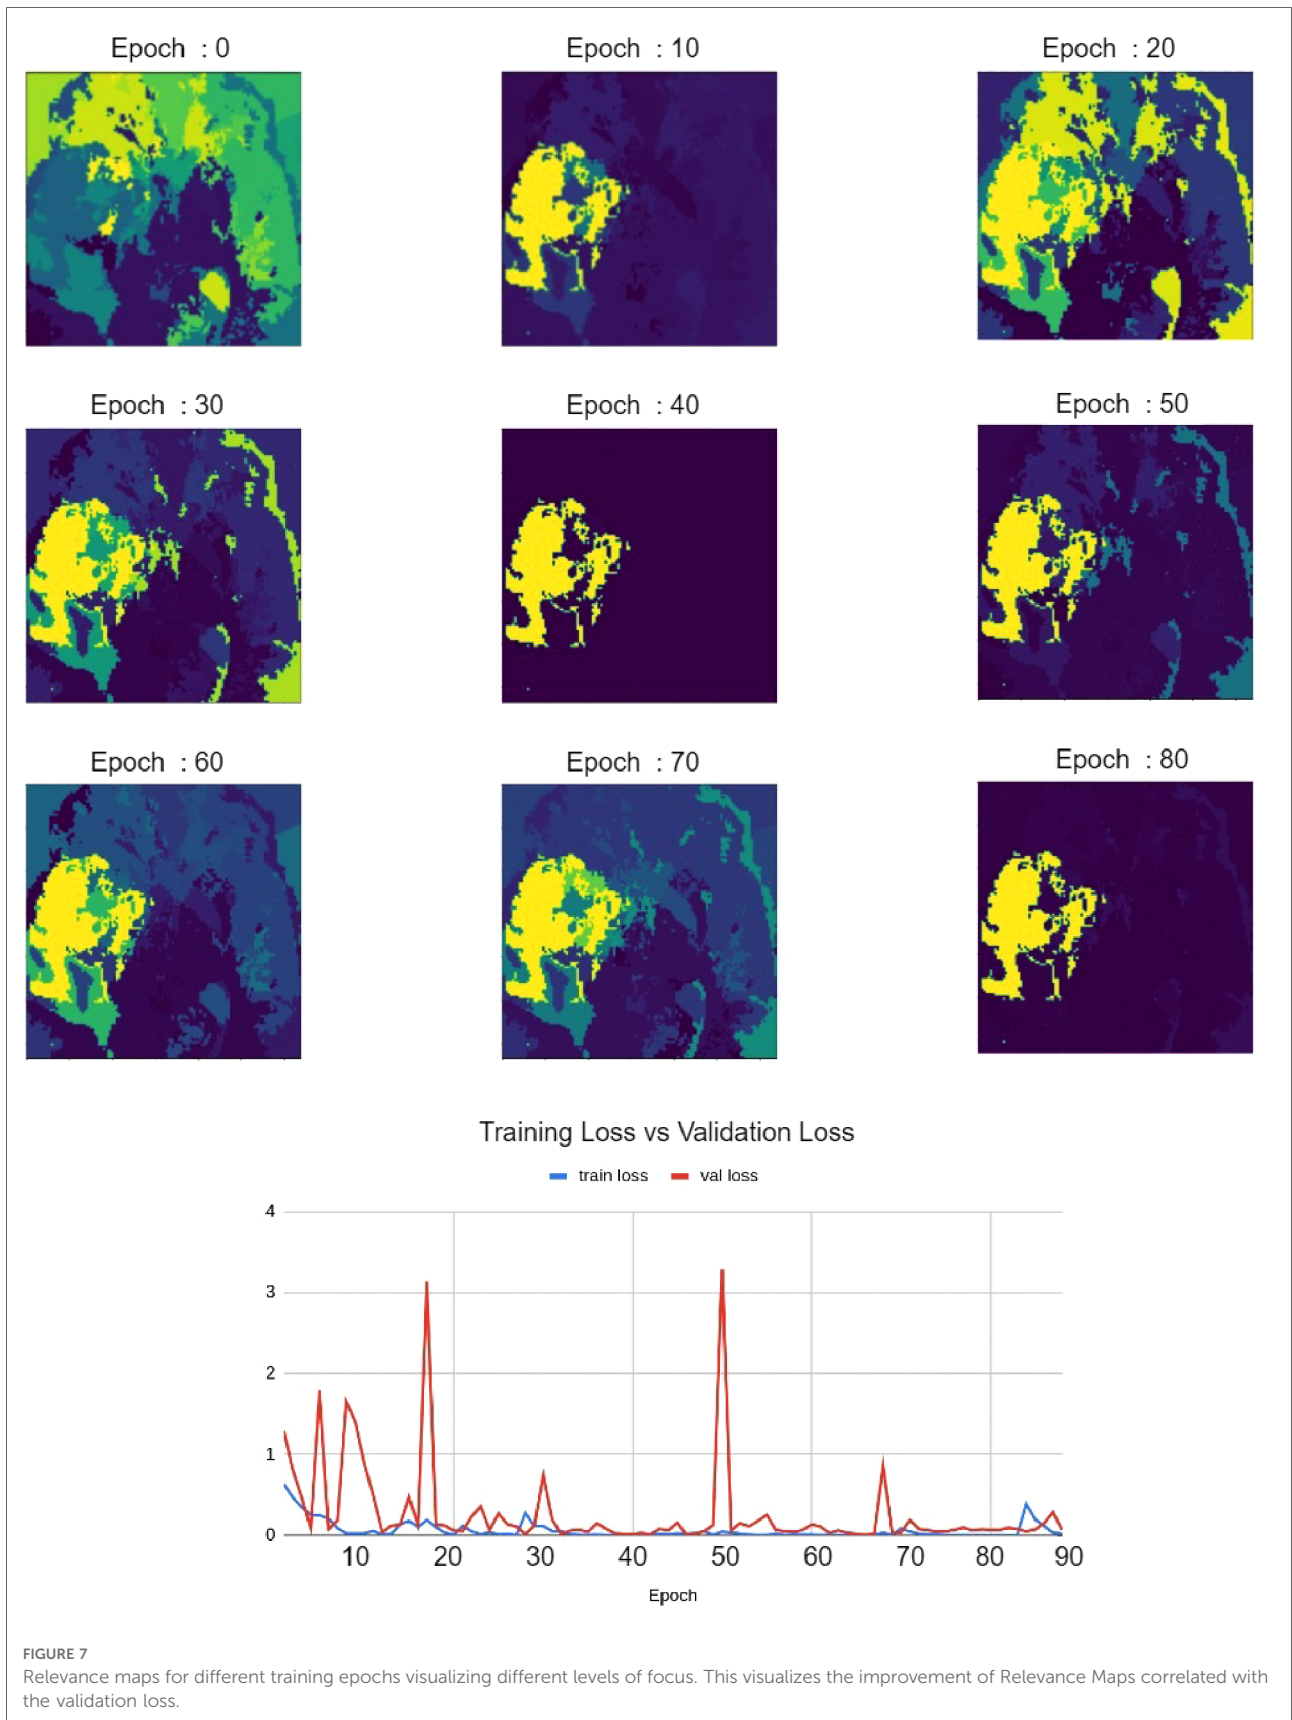 Epoch : 0
Epoch : 10
Epoch : 20
Epoch : 30
Epoch : 40
Epoch : 50
Epoch : 60
Epoch : 70
Epoch : 80
Training Loss vs Validation Loss
train loss val loss
4
3
2
1
0
10 20 30 40 50 60 70 80 90
Epoch
FIGURE 7
Relevance maps for different training epochs visualizing different levels of focus. This visualizes the improvement of Relevance Maps correlated with
the validation loss.